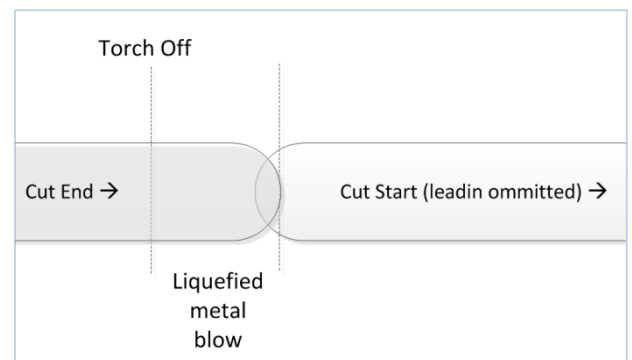 Torch Off
Cut End →
Cut Start (leadin ommitted) →
Liquefied
metal
blow